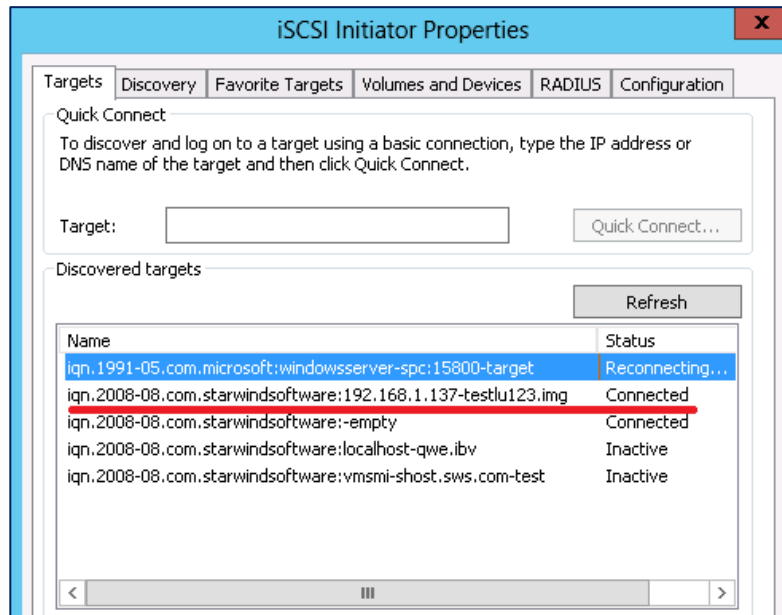 iSCSI Initiator Properties
x
Targets Discovery Favorite Targets Volumes and Devices RADIUS Configuration
Quick Connect
To discover and log on to a target using a basic connection, type the IP address or
DNS name of the target and then click Quick Connect.
Target:
Quick Connect...
Discovered targets
Refresh
Name Status
iqn.1991-05.com.microsoft:windowsserver-spc:15800-target Reconnecting...
iqn.2008-08.com.starwindsoftware:192.168.1.137-testlu123.img Connected
iqn.2008-08.com.starwindsoftware:-empty Connected
iqn.2008-08.com.starwindsoftware:localhost-qwe.ibv Inactive
iqn.2008-08.com.starwindsoftware:vmsmi-shost.sws.com-test Inactive